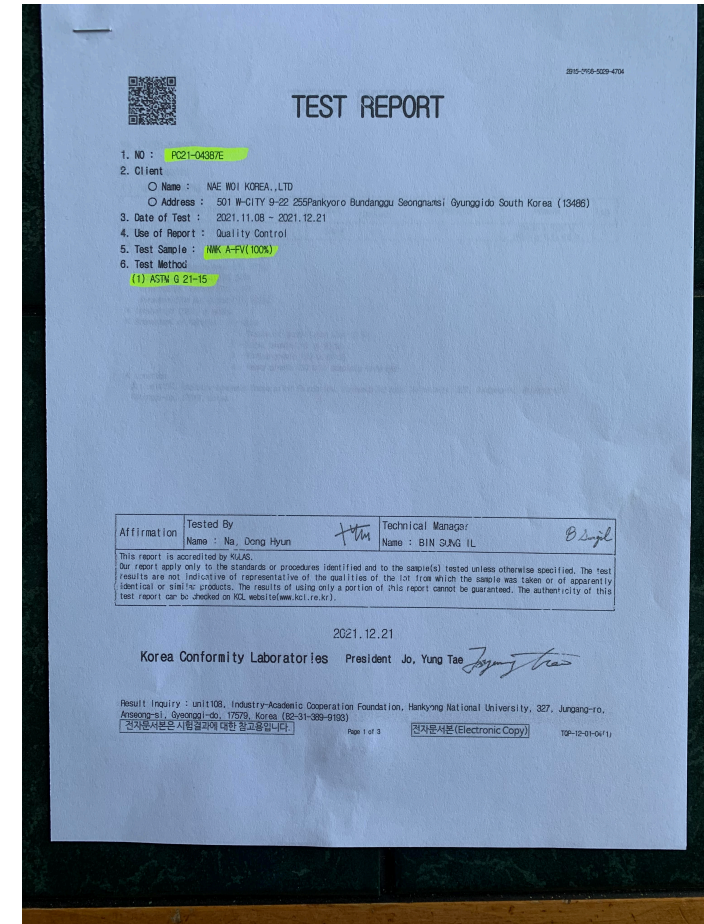 TEST REPORT
1. NO : PC21-04387E
2. Client
O Name : NAE WOI KOREA.,LTD
O Address : 501 W-CITY 9-22 255Pankyoro Bundanggu Seongnamsi Gyunggido South Korea (13486)
3. Date of Test : 2021.11.08 - 2021.12.21
4. Use of Report : Quality Control
5. Test Sample : NWK A-FV(100%)
6. Test Method
(1) ASTM G 21-15
Affirmation
Tested By
Name : Na, Dong Hyun
Technical Manager
Name : BIN SUNG IL
This report is accredited by KOLAS.
Our report apply only to the standards or procedures identified and to the sample(s) tested unless otherwise specified. The test
results are not indicative of representative of the qualities of the lot from which the sample was taken or of apparently
identical or similar products. The results of using only a portion of this report cannot be guaranteed. The authenticity of this
test report can be checked on KCL website(www.kcl.re.kr).
2021.12.21
Korea Conformity Laboratories President Jo, Yung Tae
Result Inquiry : unit108, Industry-Academic Cooperation Foundation, Hankyong National University, 327, Jungang-ro,
Anseong-si, Gyeonggi-do, 17579, Korea (82-31-389-9193)
전자문서본은 시험결과에 대한 참고용입니다.
Page 1 of 3
전자문서본(Electronic Copy)
TQP-12-01-04(1)